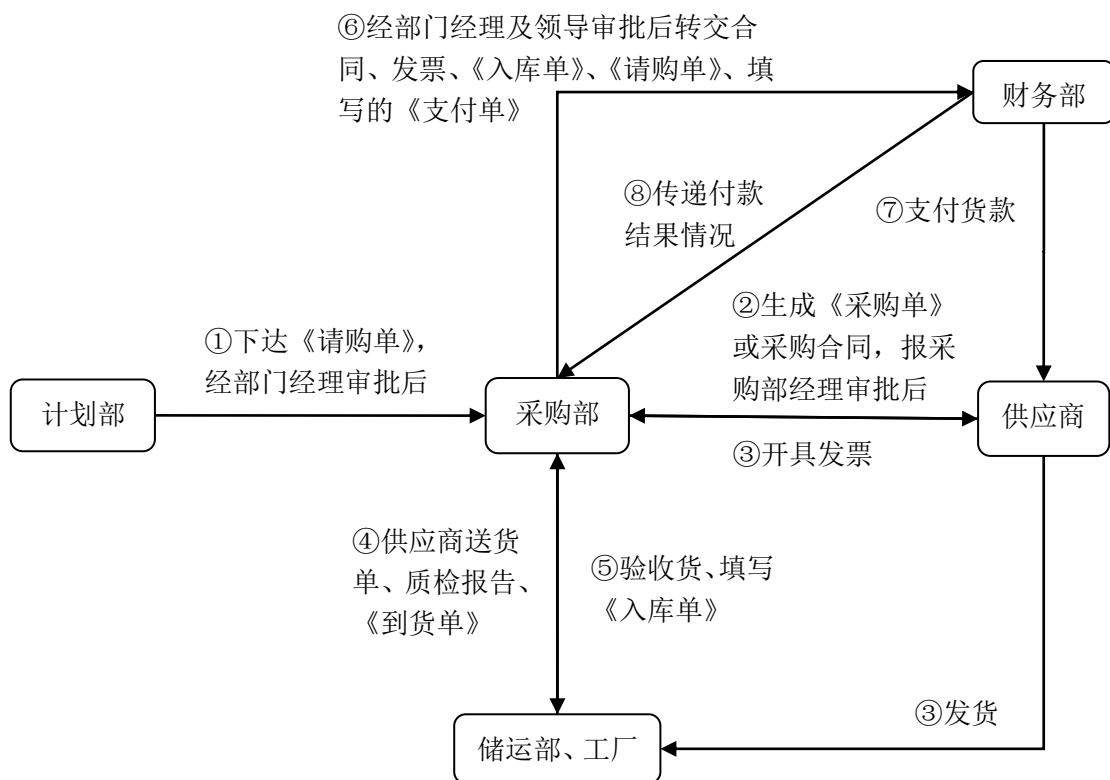 ⑥经部门经理及领导审批后转交合
同、发票、《入库单》、《请购单》、填
写的《支付单》
财务部
⑧传递付款
结果情况
⑦支付货款
②生成《采购单》
或采购合同，报采
购部经理审批后
①下达《请购单》，
经部门经理审批后
计划部
采购部
供应商
③开具发票
④供应商送货
单、质检报告、
《到货单》
⑤验收货、填写
《入库单》
③发货
储运部、工厂